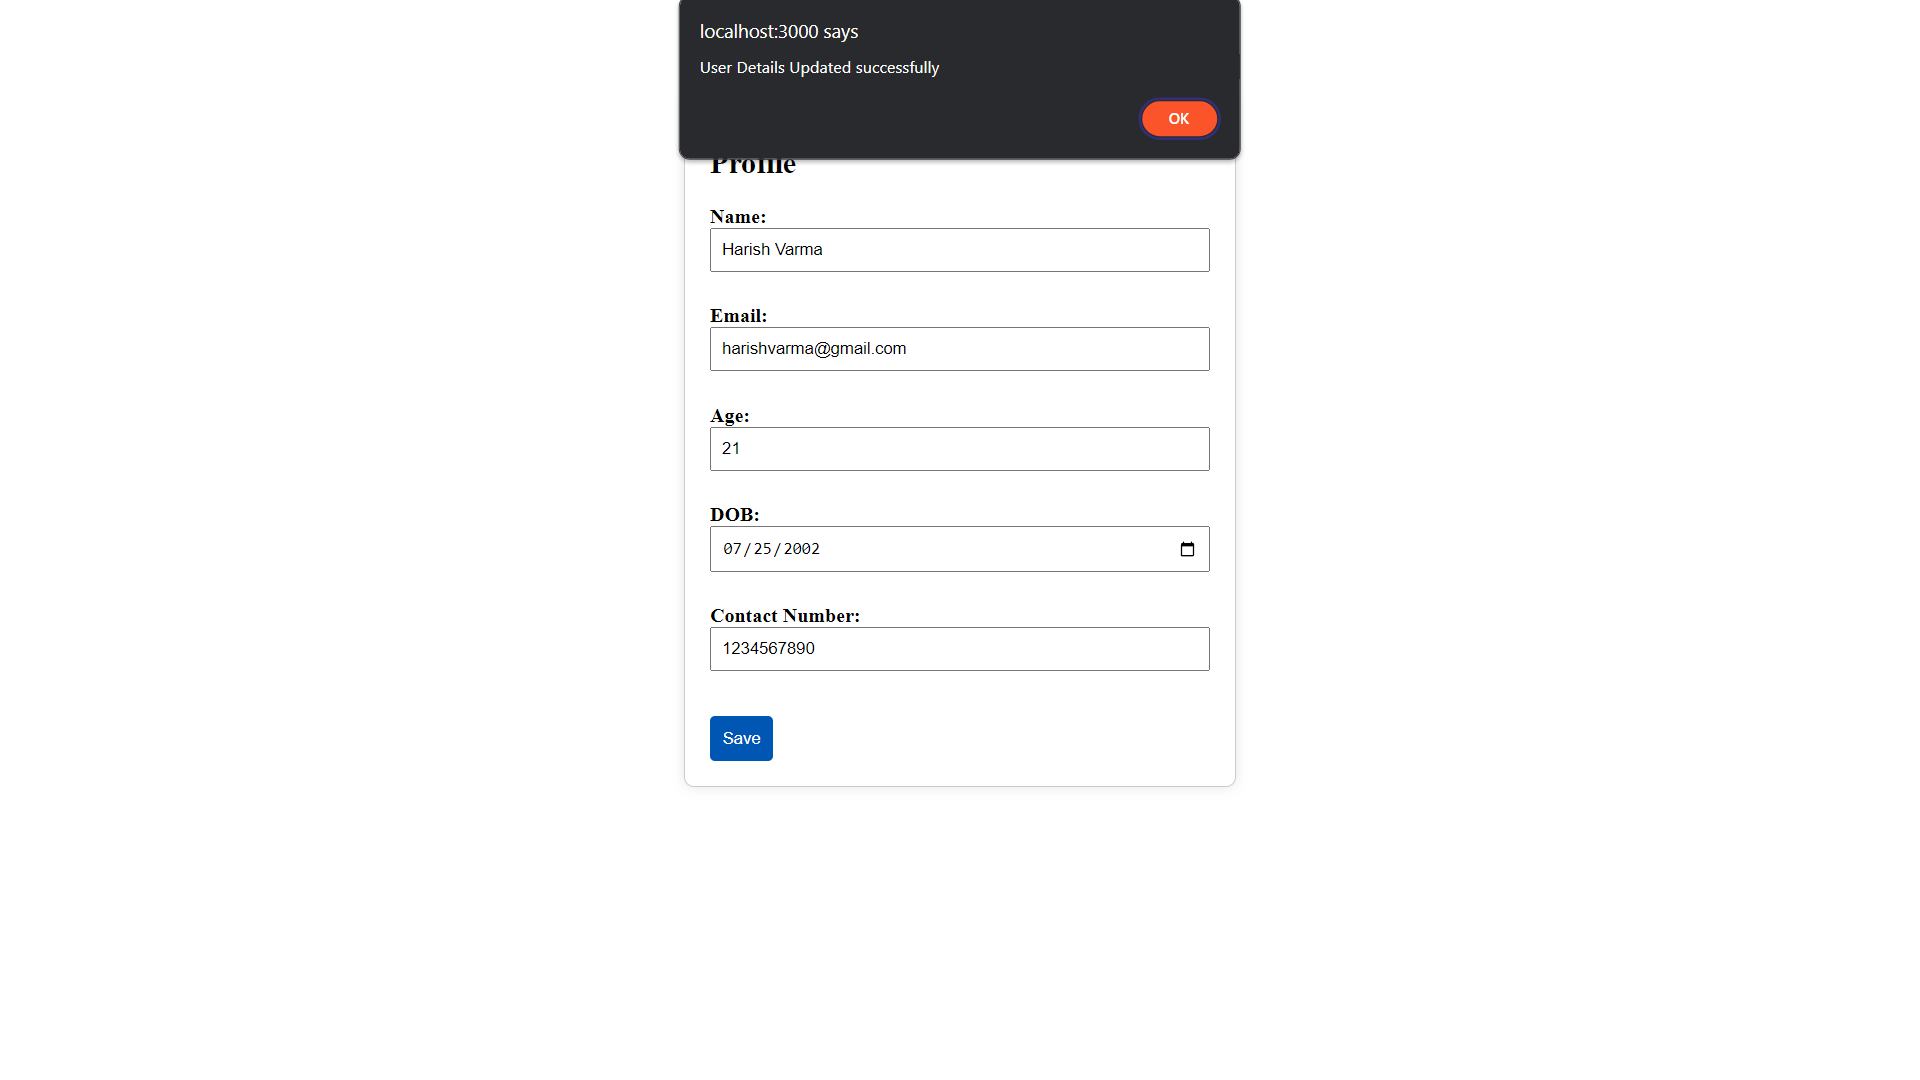 localhost:3000 says
User Details Updated successfully
OK
Profile
Name:
Harish Varma
Email:
harishvarma@gmail.com
Age:
21
DOB:
07/25/2002
Contact Number:
1234567890
Save